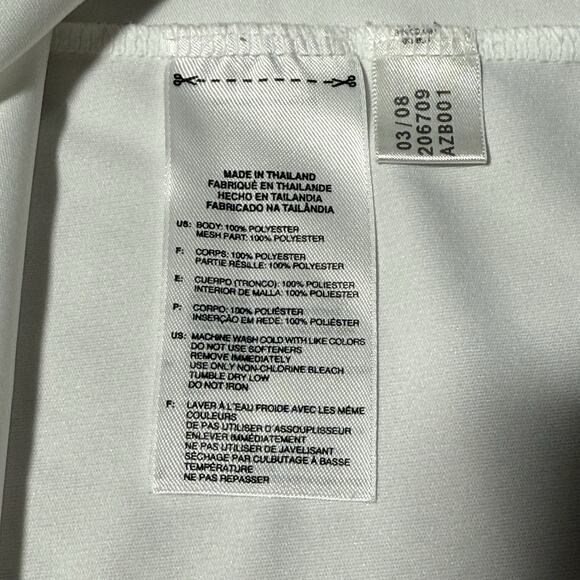 MADE IN THAILAND
FABRIQUÉ EN THAILANDE
HECHO EN TAILANDIA
FABRICADO NA TAILÂNDIA
US: BODY: 100% POLYESTER
MESH PART: 100% POLYESTER
F: CORPS: 100% POLYESTER
PARTIE RÉSILLE: 100% POLYESTER
E: CUERPO (TRONCO): 100% POLIESTER
INTERIOR DE MALLA: 100% POLIESTER
P: CORPO: 100% POLIÉSTER
INSERÇÃO EM REDE: 100% POLIÉSTER
US: MACHINE WASH COLD WITH LIKE COLORS
DO NOT USE SOFTENERS
REMOVE IMMEDIATELY
USE ONLY NON-CHLORINE BLEACH
TUMBLE DRY LOW
DO NOT IRON
F: LAVER À L'EAU FROIDE AVEC LES MÊME
COULEURS
DE PAS UTILISER D'ASSOUPLISSEUR
ENLEVER IMMÉDIATEMENT
NE PAS UTILISER DE JAVELISANT
SÉCHAGE PAR CULBUTAGE À BASSE
TEMPÉRATURE
NE PAS REPASSER
03/08
206709
AZB001